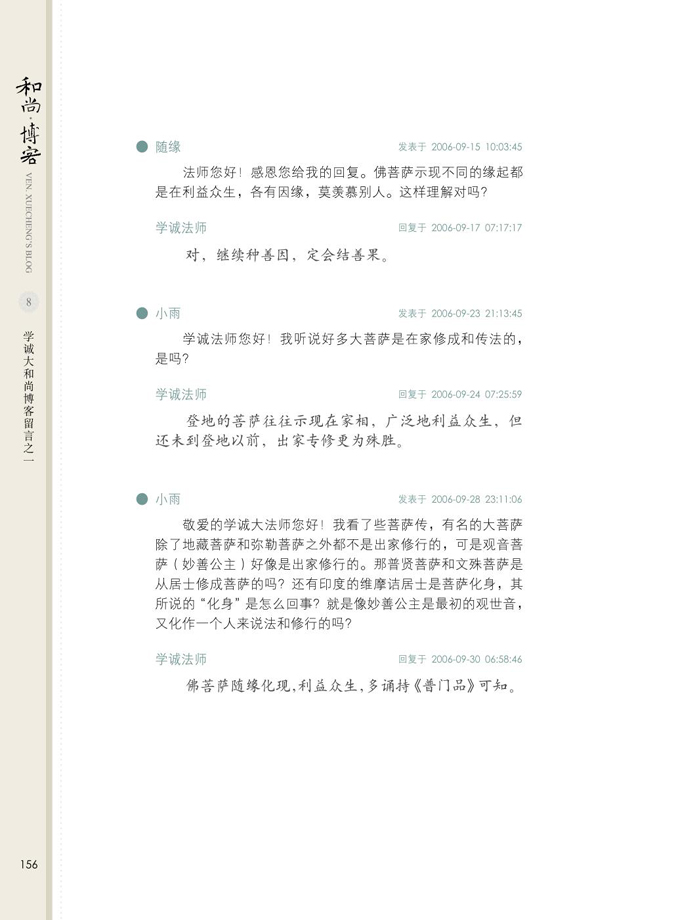 和尚·博客
VEN. XUECHENG'S BLOG
8
学诚大和尚博客留言之一
随缘 发表于 2006-09-15 10:03:45
法师您好！感恩您给我的回复。佛菩萨示现不同的缘起都
是在利益众生，各有因缘，莫羡慕别人。这样理解对吗？
学诚法师 回复于 2006-09-17 07:17:17
对，继续种善因，定会结善果。
小雨 发表于 2006-09-23 21:13:45
学诚法师您好！我听说好多大菩萨是在家修成和传法的，
是吗？
学诚法师 回复于 2006-09-24 07:25:59
登地的菩萨往往示现在家相，广泛地利益众生，但
还未到登地以前，出家专修更为殊胜。
小雨 发表于 2006-09-28 23:11:06
敬爱的学诚大法师您好！我看了些菩萨传，有名的大菩萨
除了地藏菩萨和弥勒菩萨之外都不是出家修行的，可是观音菩
萨（妙善公主）好像是出家修行的。那普贤菩萨和文殊菩萨是
从居士修成菩萨的吗？还有印度的维摩诘居士是菩萨化身，其
所说的“化身”是怎么回事？就是像妙善公主是最初的观世音，
又化作一个人来说法和修行的吗？
学诚法师 回复于 2006-09-30 06:58:46
佛菩萨随缘化现，利益众生，多诵持《普门品》可知。
156